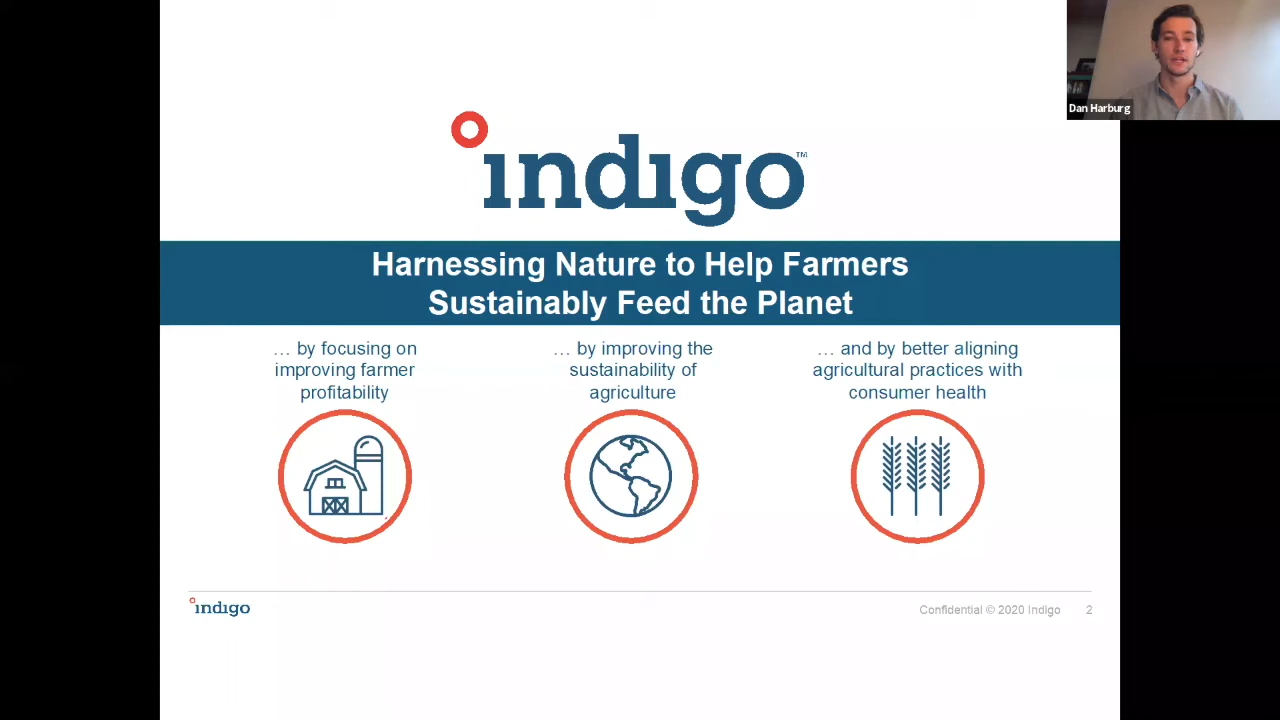 Dan Harburg
indigo™
Harnessing Nature to Help Farmers
Sustainably Feed the Planet
… by focusing on
improving farmer
profitability
… by improving the
sustainability of
agriculture
… and by better aligning
agricultural practices with
consumer health
indigo
Confidential © 2020 Indigo 2